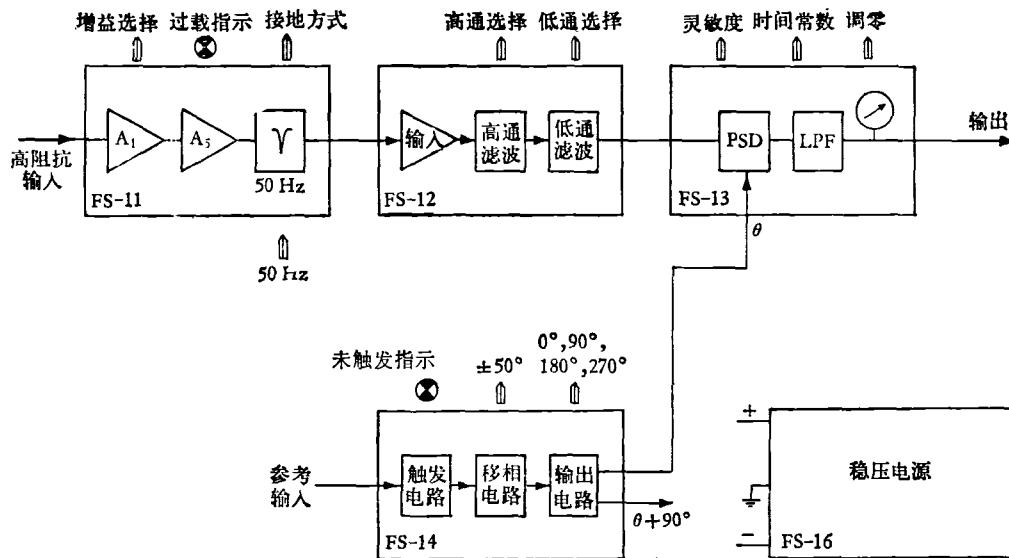 增益选择 过载指示 接地方式
高通选择 低通选择
灵敏度 时间常数 调零
高阻抗
输入
A₁
A₅
γ
50 Hz
FS-11
50 Hz
输入
高通
滤波
低通
滤波
FS-12
PSD
LPF
FS-13
输出
θ
未触发指示
±50°
0°,90°,
180°,270°
参考
输入
触发
电路
移相
电路
输出
电路
θ+90°
FS-14
+
−
稳压电源
FS-16